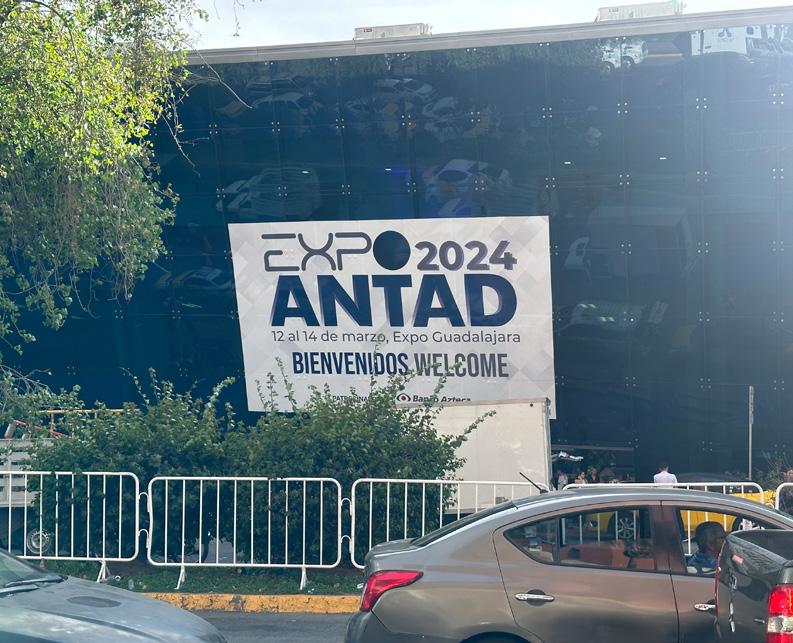 EXPO 2024
ANTAD
12 al 14 de marzo, Expo Guadalajara
BIENVENIDOS WELCOME
Banco Azteca